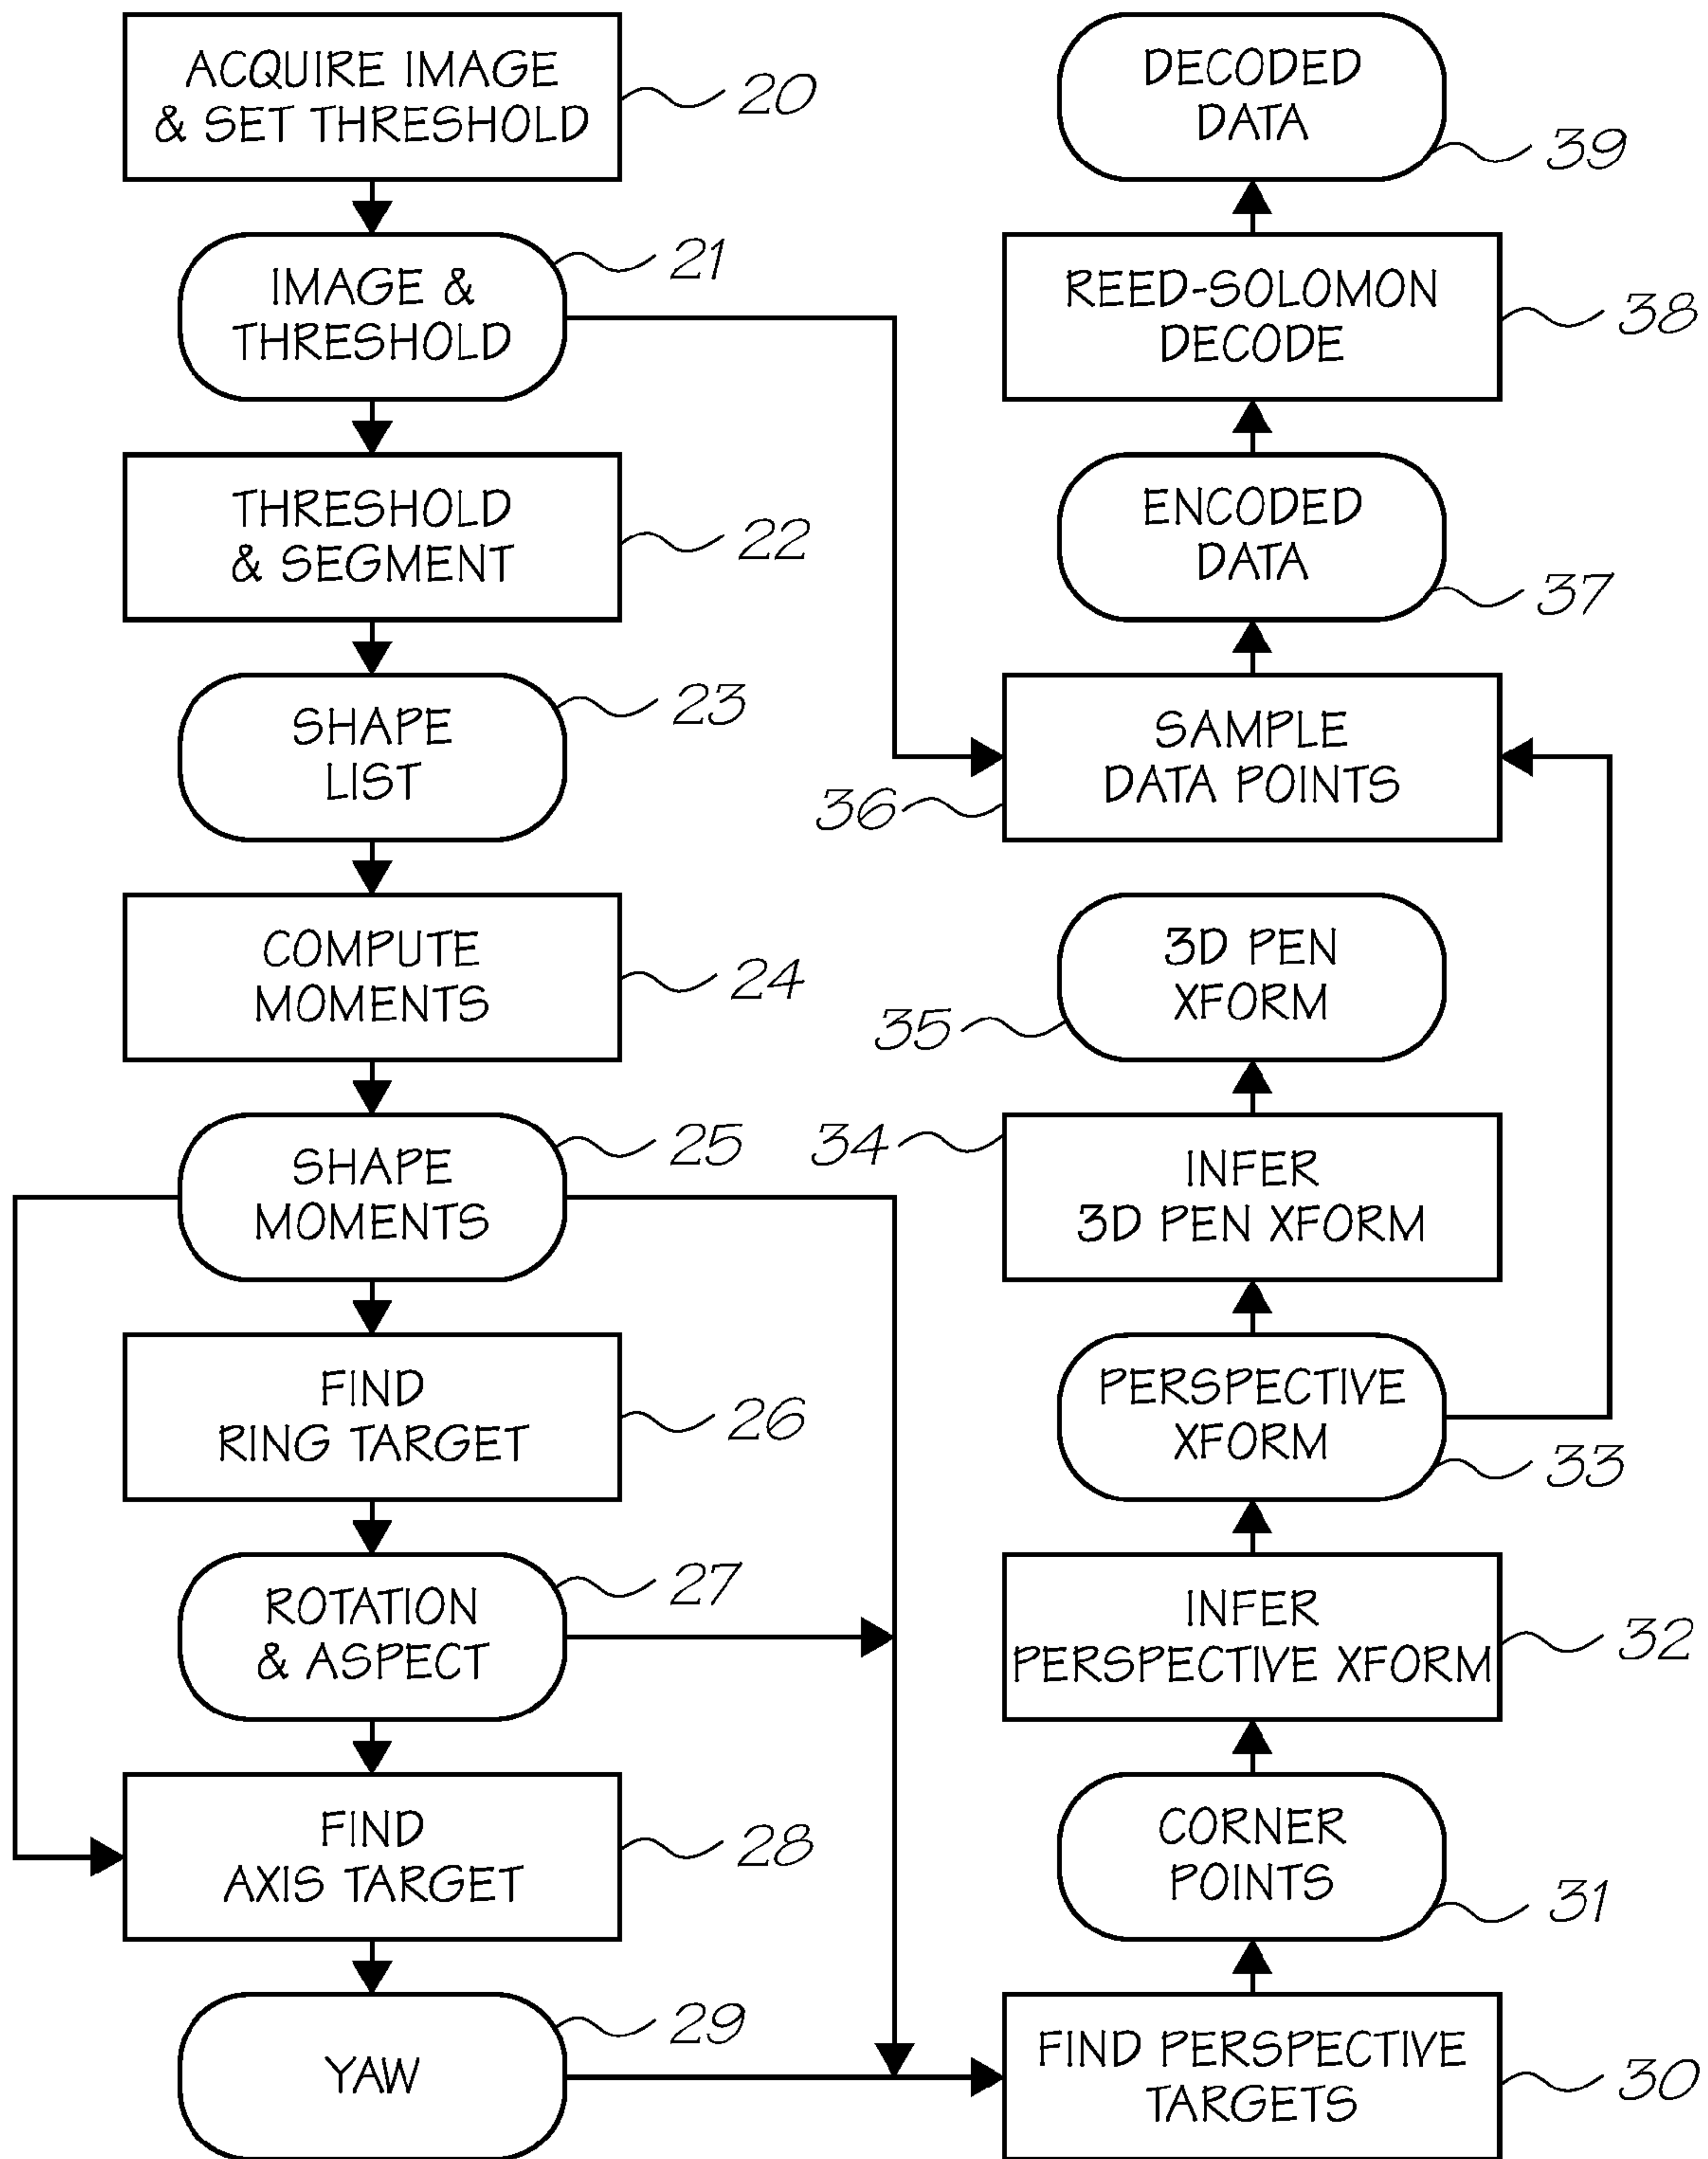 ACQUIRE IMAGE
& SET THRESHOLD
20
IMAGE &
THRESHOLD
21
THRESHOLD
& SEGMENT
22
SHAPE
LIST
23
COMPUTE
MOMENTS
24
SHAPE
MOMENTS
25
FIND
RING TARGET
26
ROTATION
& ASPECT
27
FIND
AXIS TARGET
28
YAW
29
FIND PERSPECTIVE
TARGETS
30
CORNER
POINTS
31
INFER
PERSPECTIVE XFORM
32
PERSPECTIVE
XFORM
33
INFER
3D PEN XFORM
34
3D PEN
XFORM
35
SAMPLE
DATA POINTS
36
ENCODED
DATA
37
REED-SOLOMON
DECODE
38
DECODED
DATA
39